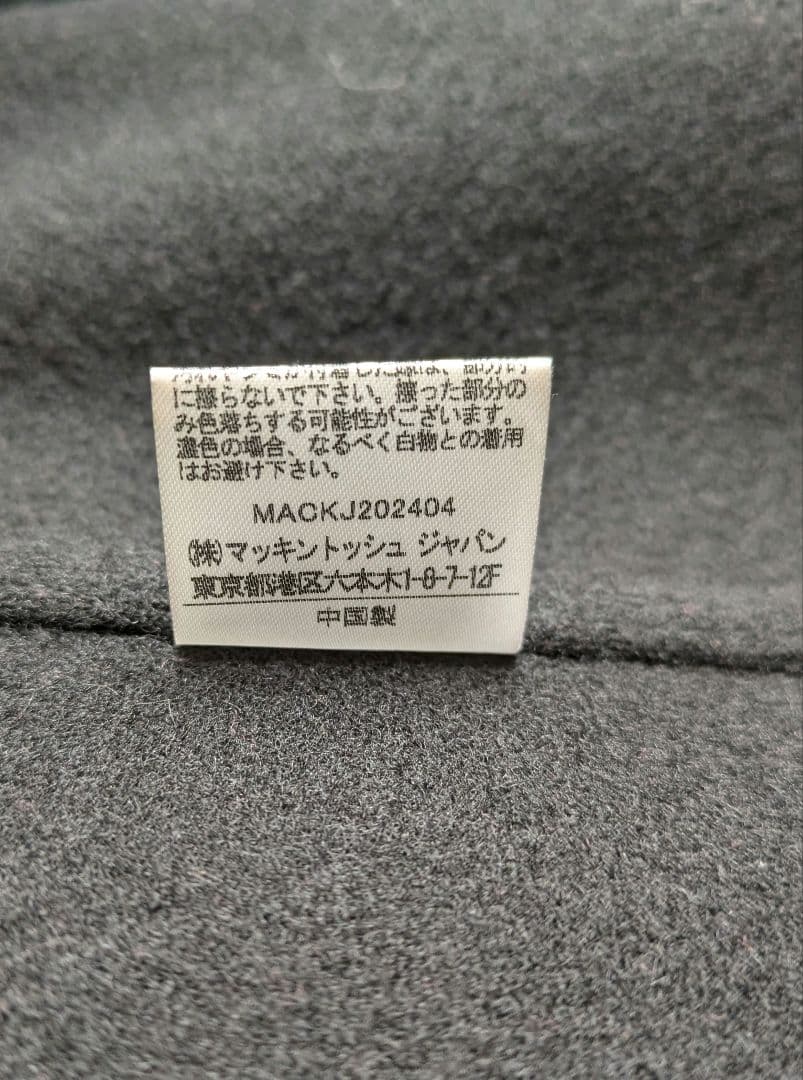 に擦らないで下さい。擦った部分の
み色落ちする可能性がございます。
濃色の場合、なるべく白物との着用
はお避け下さい。
MACKJ202404
(株)マッキントッシュ ジャパン
東京都港区六本木1-8-7-12F
中国製